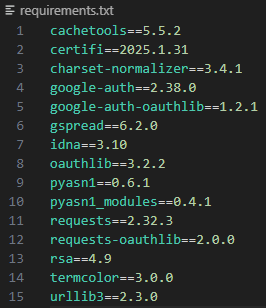 requirements.txt
1 cachetools==5.5.2
2 certifi==2025.1.31
3 charset-normalizer==3.4.1
4 google-auth==2.38.0
5 google-auth-oauthlib==1.2.1
6 gspread==6.2.0
7 idna==3.10
8 oauthlib==3.2.2
9 pyasn1==0.6.1
10 pyasn1_modules==0.4.1
11 requests==2.32.3
12 requests-oauthlib==2.0.0
13 rsa==4.9
14 termcolor==3.0.0
15 urllib3==2.3.0